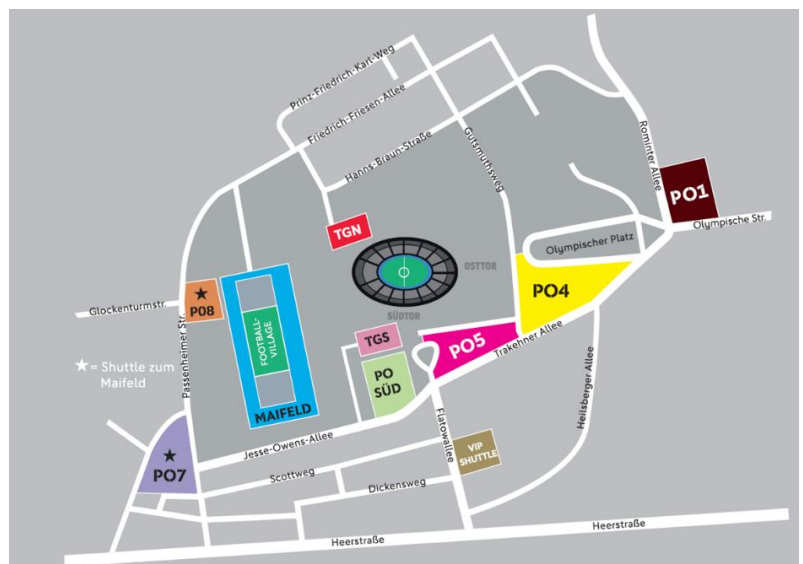 Prinz-Friedrich-Karl-Weg
Friedrich-Friesen-Allee
Hanns-Braun-Straße
Gutsmuthsweg
Rominter Allee
PO1
Olympische Str.
TGN
Olympischer Platz
OSTTOR
SÜDTOR
PO4
Glockenturmstr.
P08
Passenheimer Str.
FOOTBALL-
VILLAGE
MAIFELD
TGS
PO
SÜD
PO5
Trakehner Allee
Heilsberger Allee
= Shuttle zum
Maifeld
PO7
Jesse-Owens-Allee
Flatowallee
VIP
SHUTTLE
Scottweg
Dickensweg
Heerstraße
Heerstraße